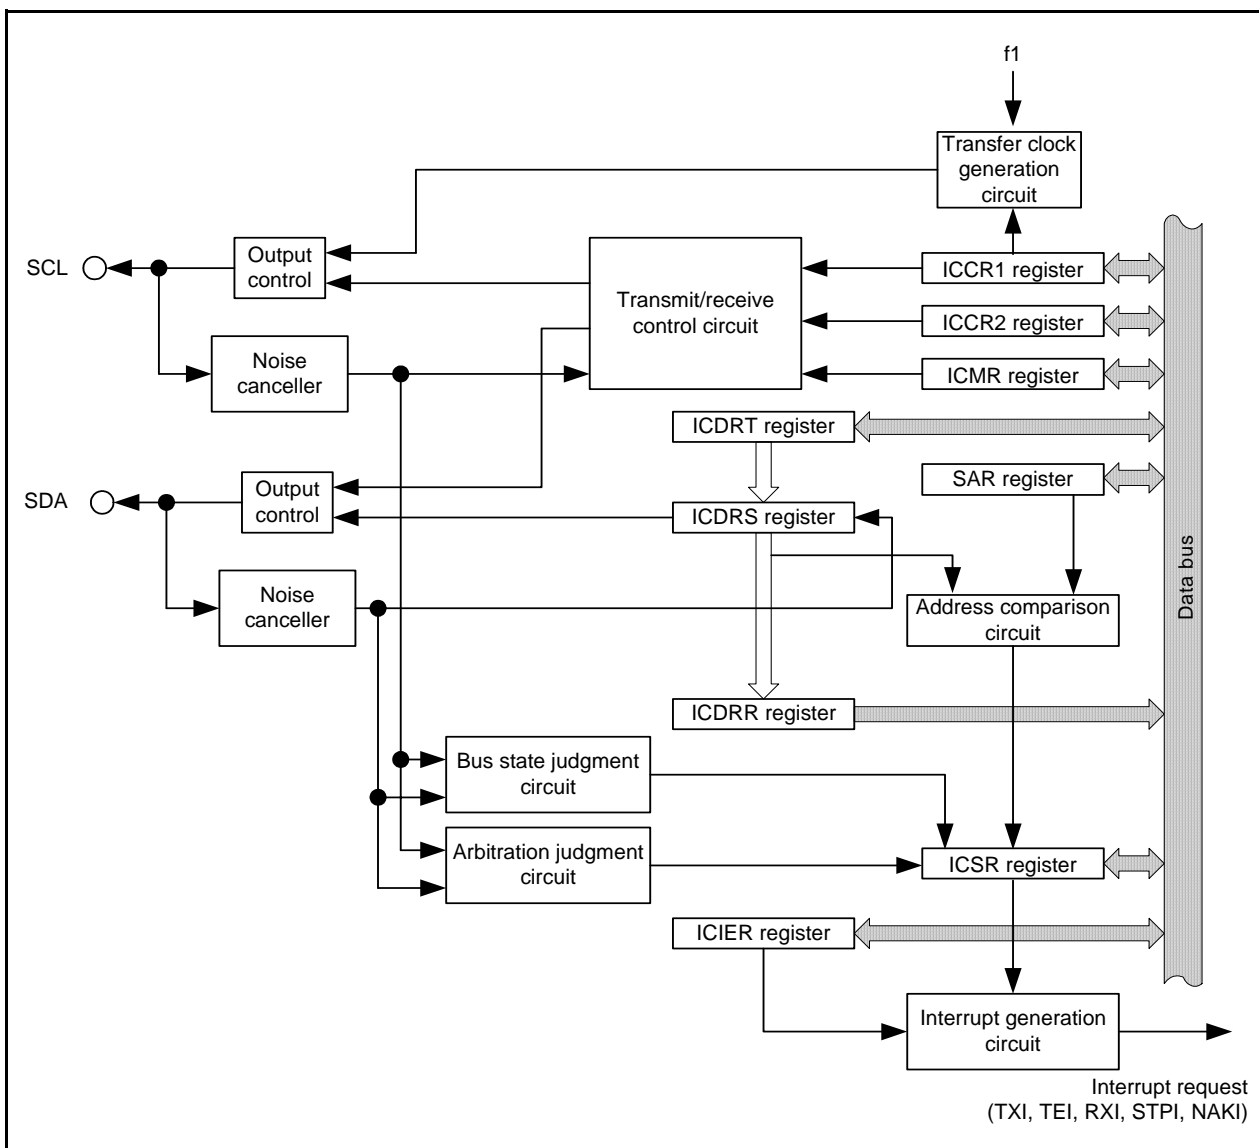 f1
Transfer clock
generation
circuit
SCL
Output
control
Transmit/receive
control circuit
ICCR1 register
ICCR2 register
ICMR register
Noise
canceller
ICDRT register
SAR register
SDA
Output
control
ICDRS register
Data bus
Noise
canceller
Address comparison
circuit
ICDRR register
Bus state judgment
circuit
Arbitration judgment
circuit
ICSR register
ICIER register
Interrupt generation
circuit
Interrupt request
(TXI, TEI, RXI, STPI, NAKI)